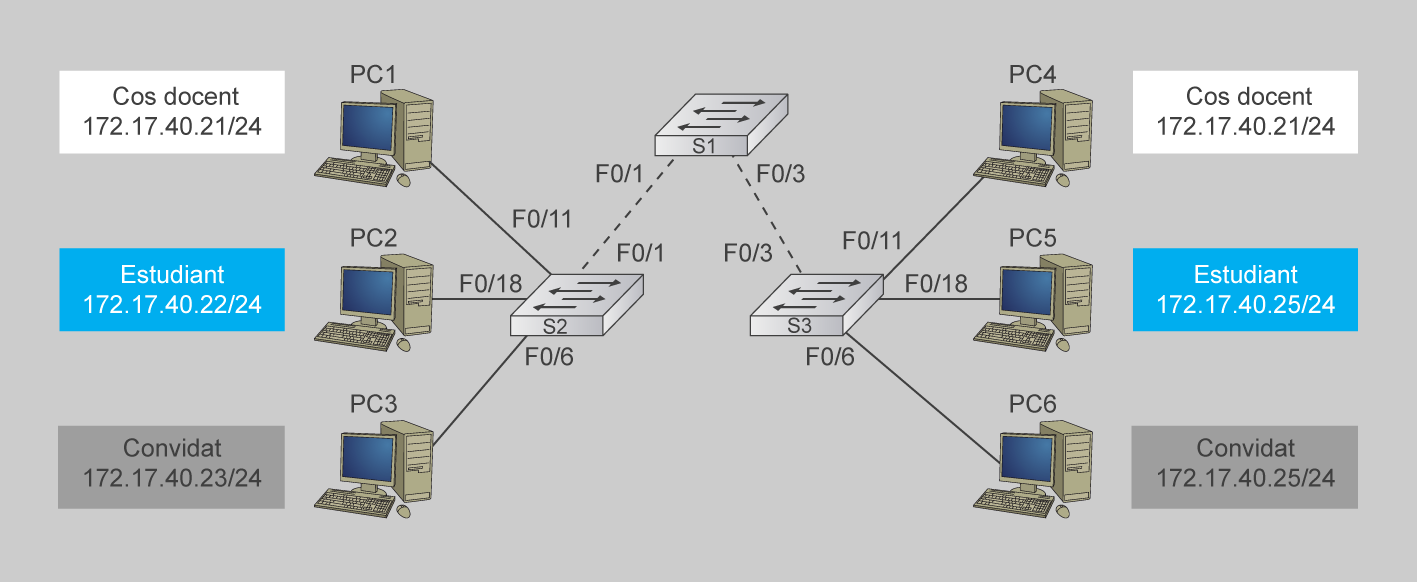 PC1
Cos docent
172.17.40.21/24
PC4
Cos docent
172.17.40.21/24
S1
F0/1
F0/3
F0/11
F0/1
F0/3
F0/11
PC2
Estudiant
172.17.40.22/24
F0/18
S2
S3
F0/18
PC5
Estudiant
172.17.40.25/24
F0/6
F0/6
PC3
Convidat
172.17.40.23/24
PC6
Convidat
172.17.40.25/24